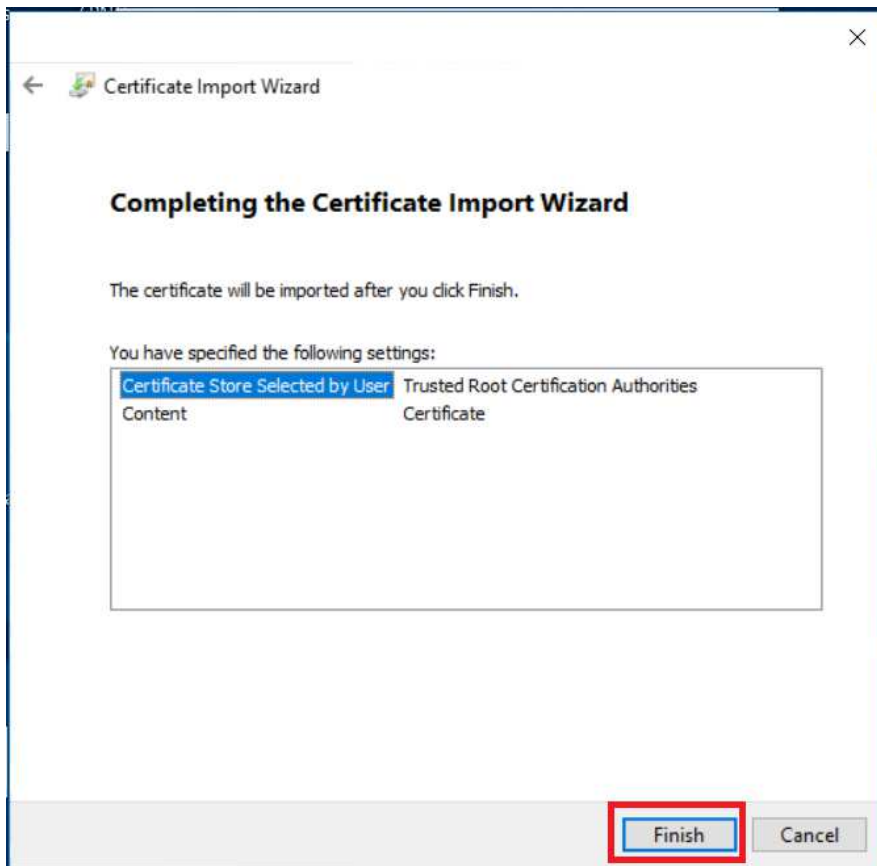 Certificate Import Wizard
Completing the Certificate Import Wizard
The certificate will be imported after you click Finish.
You have specified the following settings:
Certificate Store Selected by User Trusted Root Certification Authorities
Content Certificate
Finish Cancel